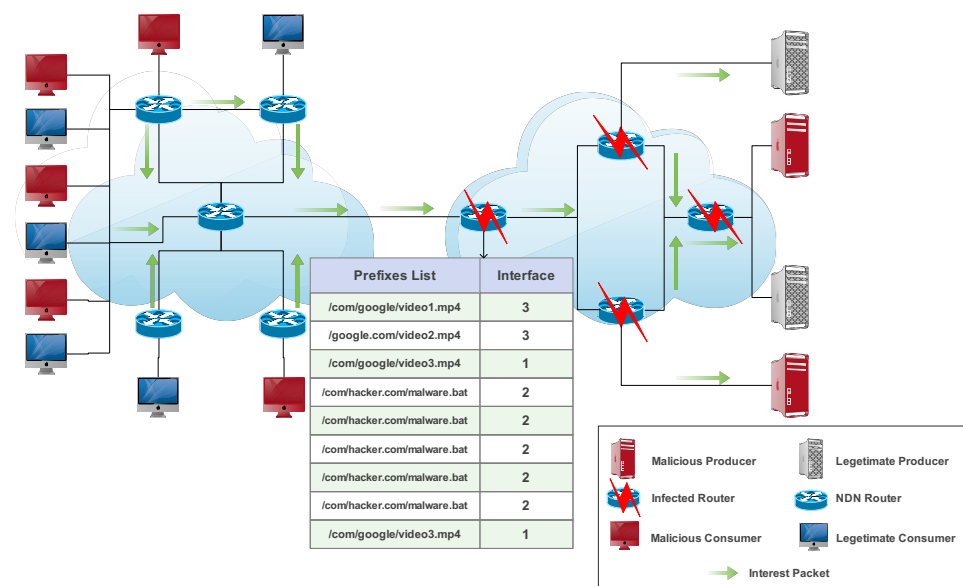 Prefixes List Interface
/com/google/video1.mp4 3
/google.com/video2.mp4 3
/com/google/video3.mp4 1
/com/hacker.com/malware.bat 2
/com/hacker.com/malware.bat 2
/com/hacker.com/malware.bat 2
/com/hacker.com/malware.bat 2
/com/hacker.com/malware.bat 2
/com/google/video3.mp4 1
Malicious Producer Legetimate Producer
Infected Router NDN Router
Malicious Consumer Legetimate Consumer
Interest Packet